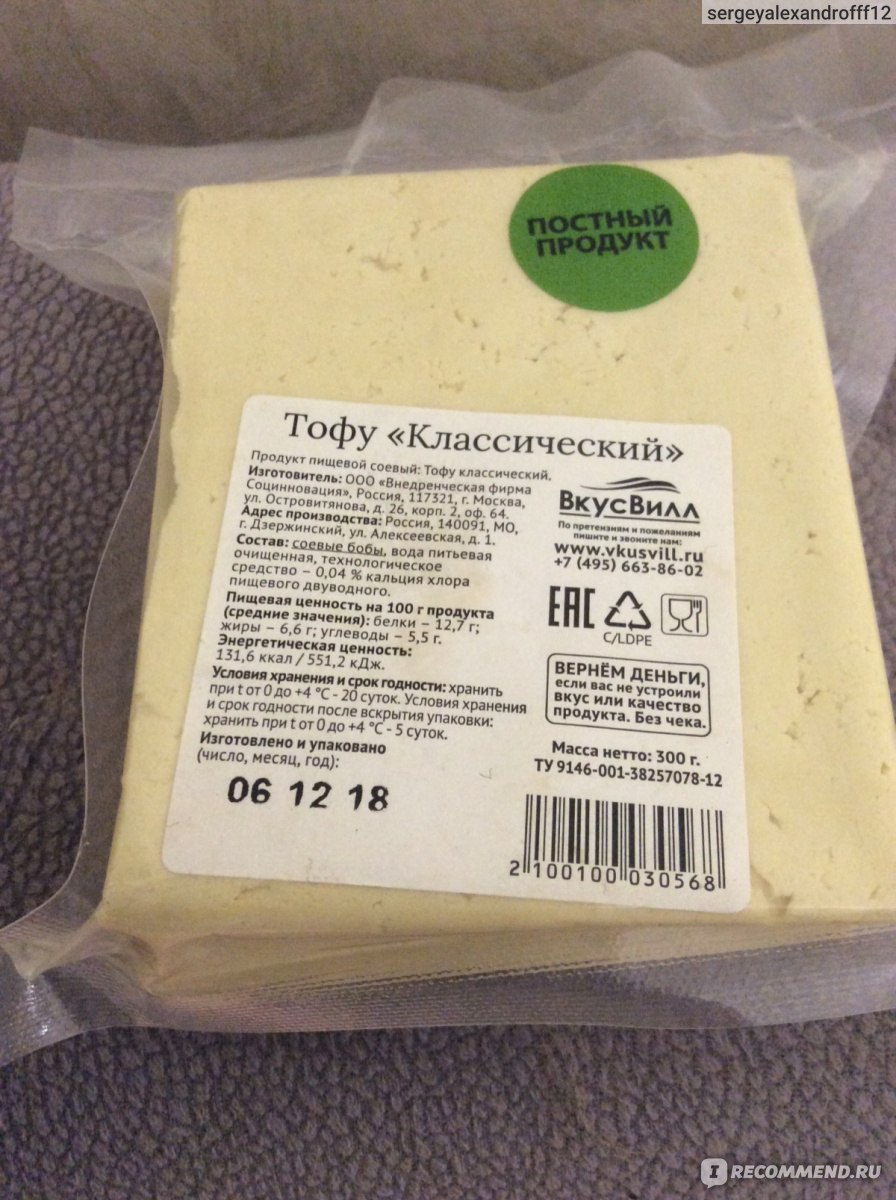 sergeyalexandrofff12
ПОСТНЫЙ
ПРОДУКТ
Тофу «Классический»
Продукт пищевой соевый: Тофу классический.
Изготовитель: ООО «Внедренческая фирма
Социнновация», Россия, 117321, г. Москва,
ул. Островитянова, д. 26, корп. 2, оф. 64.
Адрес производства: Россия, 140091, МО,
г. Дзержинский, ул. Алексеевская, д. 1.
Состав: соевые бобы, вода питьевая
очищенная, технологическое
средство – 0,04 % кальция хлора
пищевого двуводного.
Пищевая ценность на 100 г продукта
(средние значения): белки – 12,7 г;
жиры – 6,6 г; углеводы – 5,5 г.
Энергетическая ценность:
131,6 ккал / 551,2 кДж.
Условия хранения и срок годности: хранить
при t от 0 до +4 °С - 20 суток. Условия хранения
и срок годности после вскрытия упаковки:
хранить при t от 0 до +4 °С - 5 суток.
Изготовлено и упаковано
(число, месяц, год):
06 12 18
ВкусВилл
По претензиям и пожеланиям
пишите и звоните нам:
www.vkusvill.ru
+7 (495) 663-86-02
EAC
C/LDPE
ВЕРНЁМ ДЕНЬГИ,
если вас не устроили
вкус или качество
продукта. Без чека.
Масса нетто: 300 г.
ТУ 9146-001-38257078-12
2 100100 030568
IRECOMMEND.RU